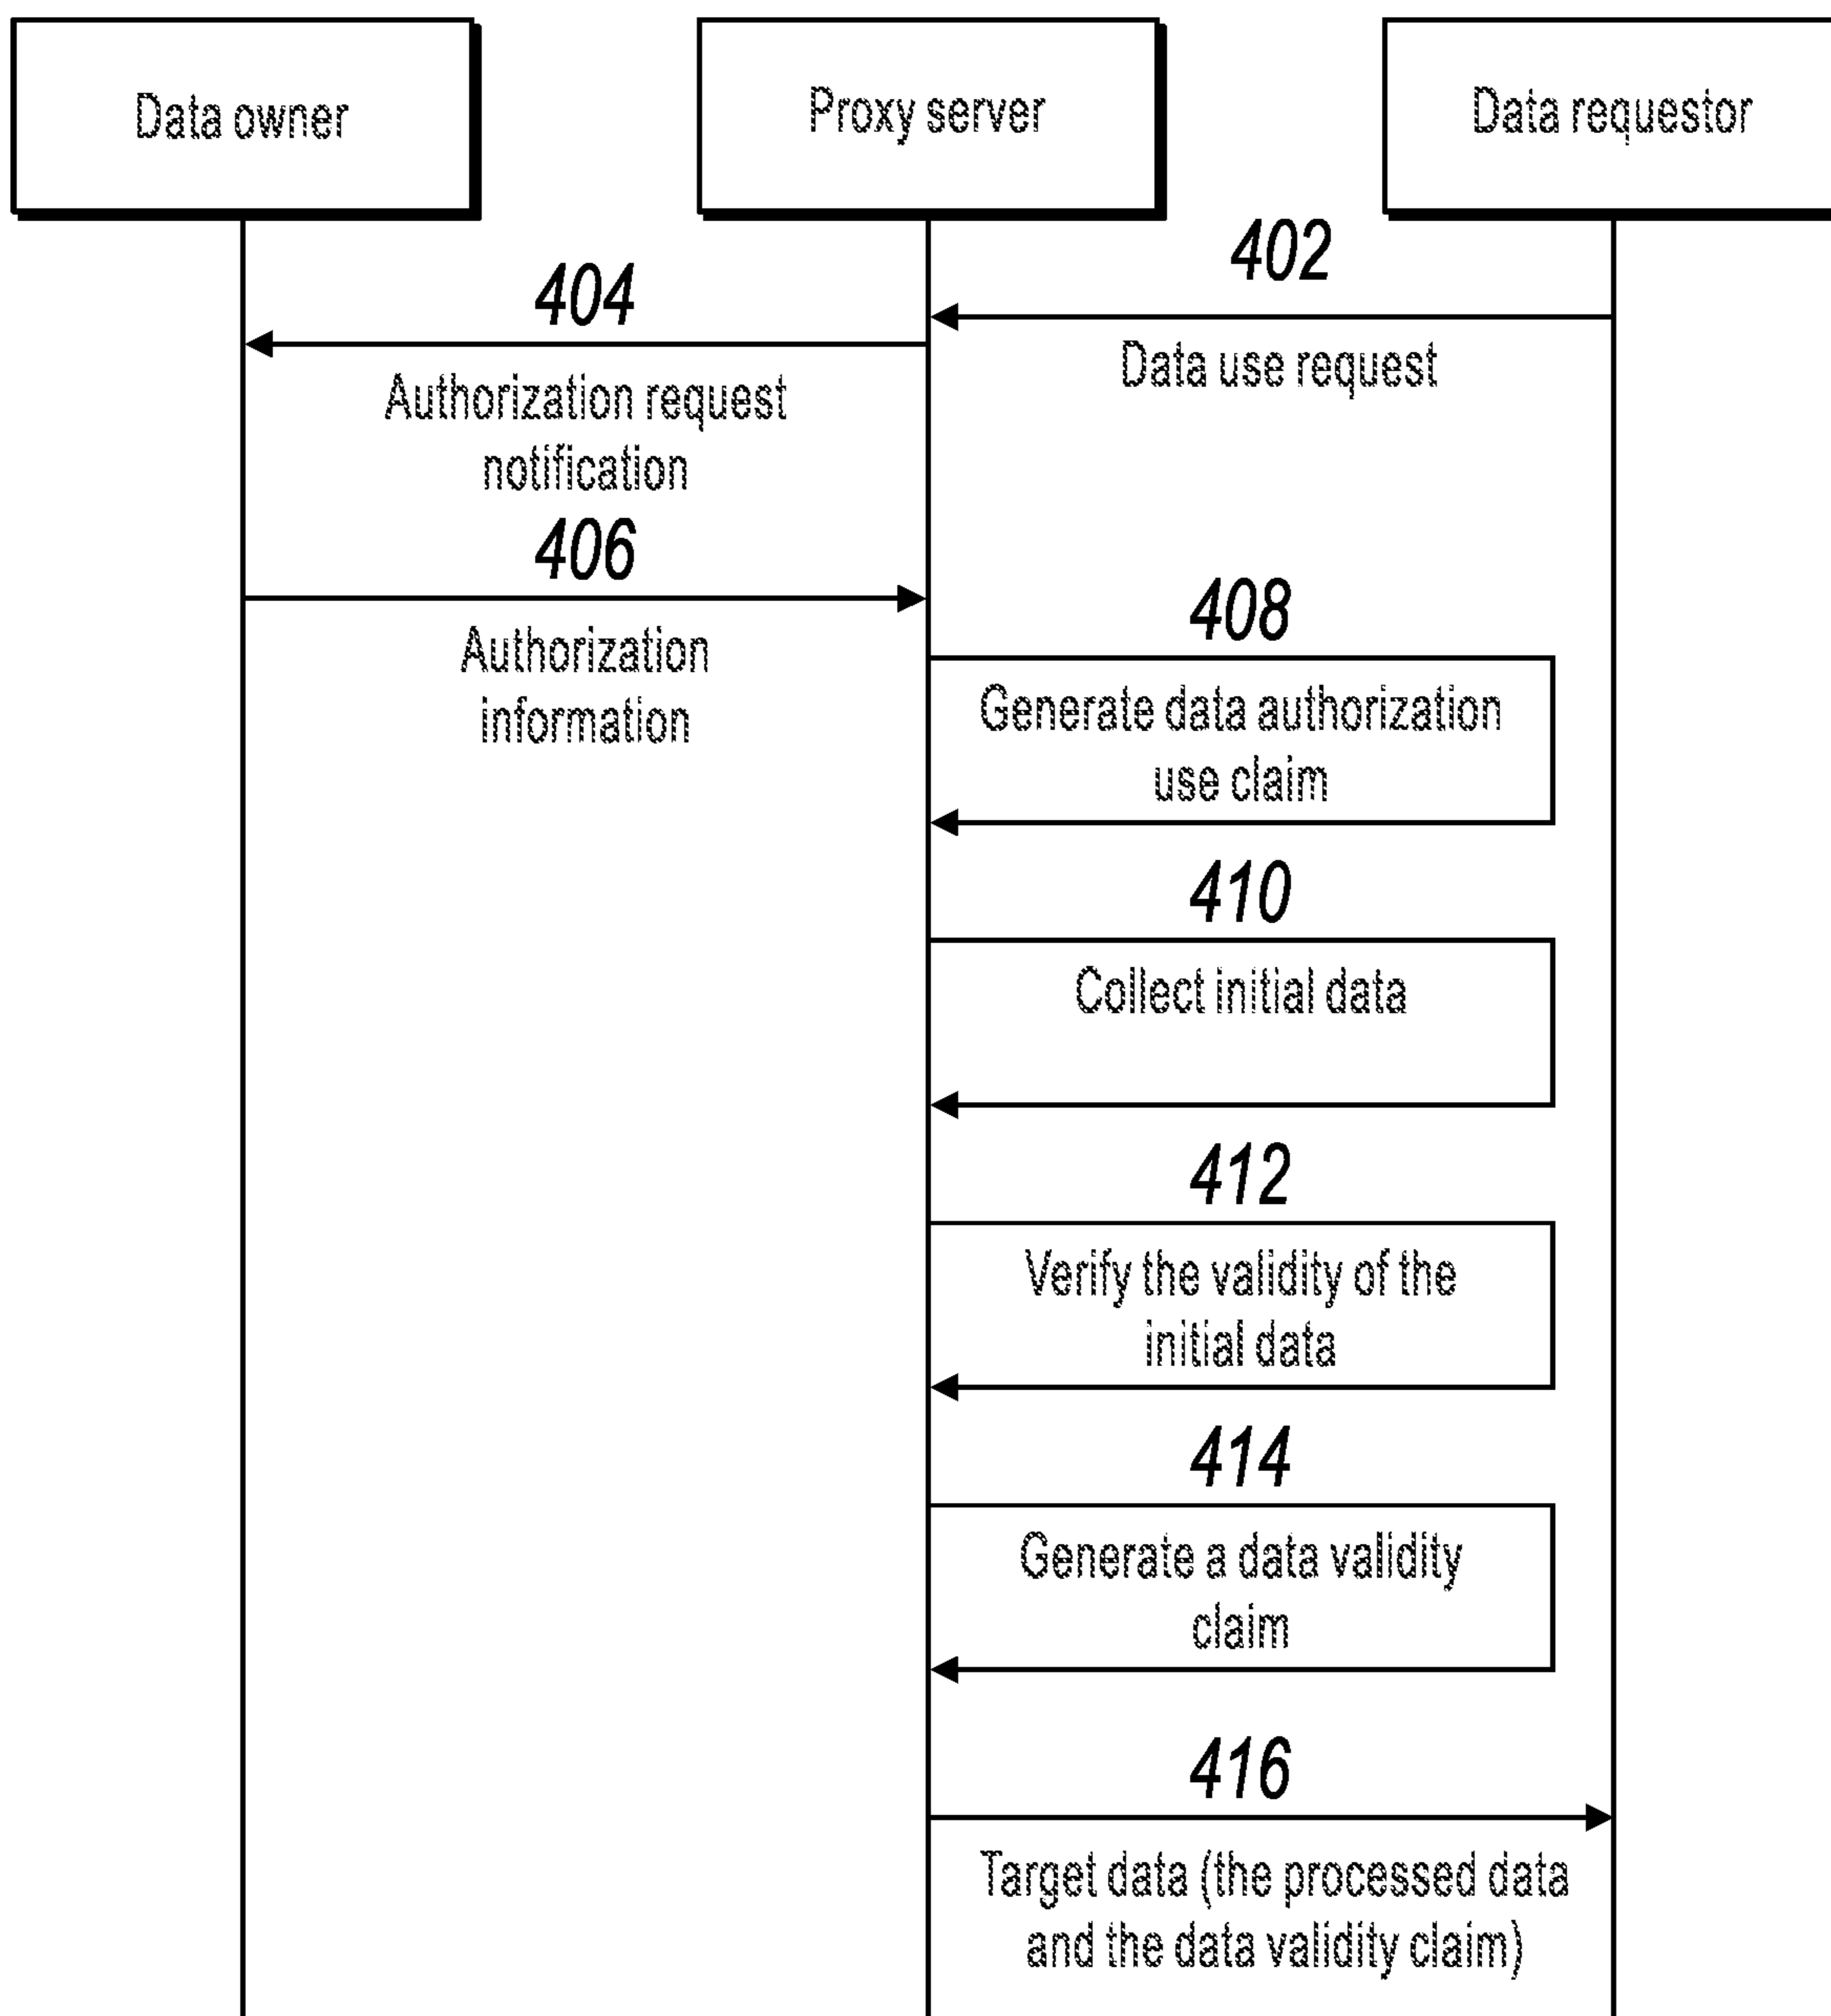 Data owner
Proxy server
Data requestor
402
Data use request
404
Authorization request
notification
406
Authorization
information
408
Generate data authorization
use claim
410
Collect initial data
412
Verify the validity of the
initial data
414
Generate a data validity
claim
416
Target data (the processed data
and the data validity claim)